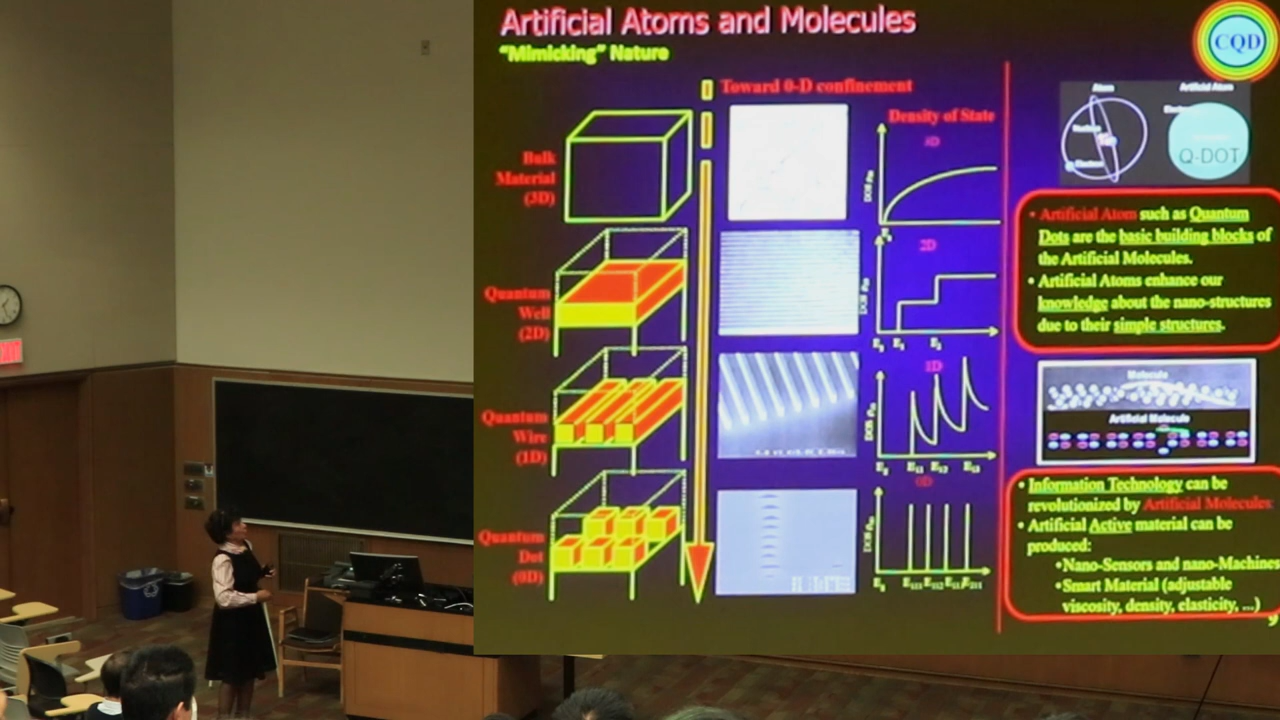 Artificial Atoms and Molecules
"Mimicking" Nature
CQD
Toward 0-D confinement
Density of State
Bulk
Material
(3D)
3D
Quantum
Well
(2D)
2D
Quantum
Wire
(1D)
1D
Quantum
Dot
(0D)
0D
Atom
Artificial Atom
Q-DOT
• Artificial Atom such as Quantum
Dots are the basic building blocks of
the Artificial Molecules.
• Artificial Atoms enhance our
knowledge about the nano-structures
due to their simple structures.
Molecule
Artificial Molecule
• Information Technology can be
revolutionized by Artificial Molecules
• Artificial Active material can be
produced:
•Nano-Sensors and nano-Machines
•Smart Material (adjustable
viscosity, density, elasticity, ...)
9